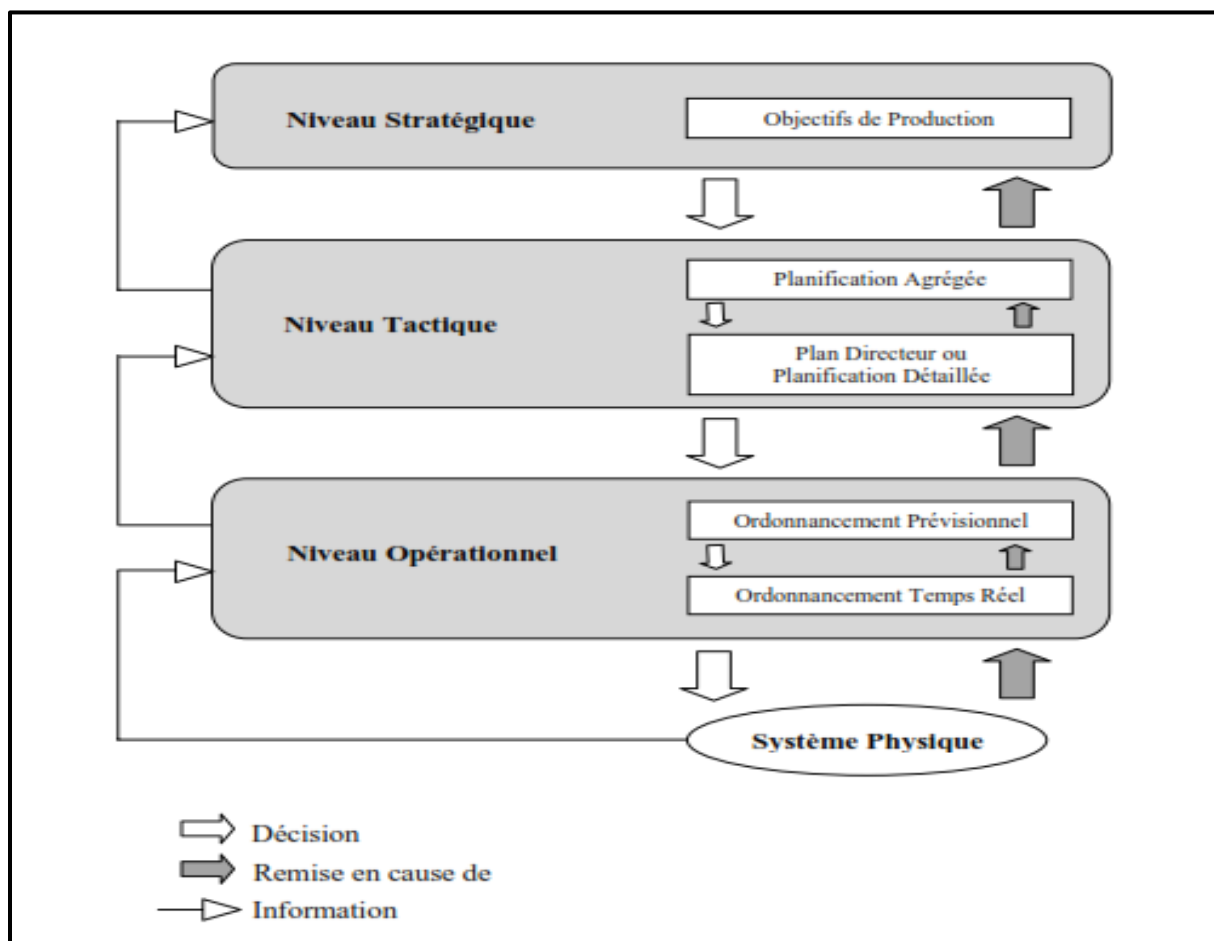 Niveau Stratégique
Objectifs de Production
Niveau Tactique
Planification Agrégée
Plan Directeur ou
Planification Détaillée
Niveau Opérationnel
Ordonnancement Prévisionnel
Ordonnancement Temps Réel
Système Physique
Décision
Remise en cause de
Information